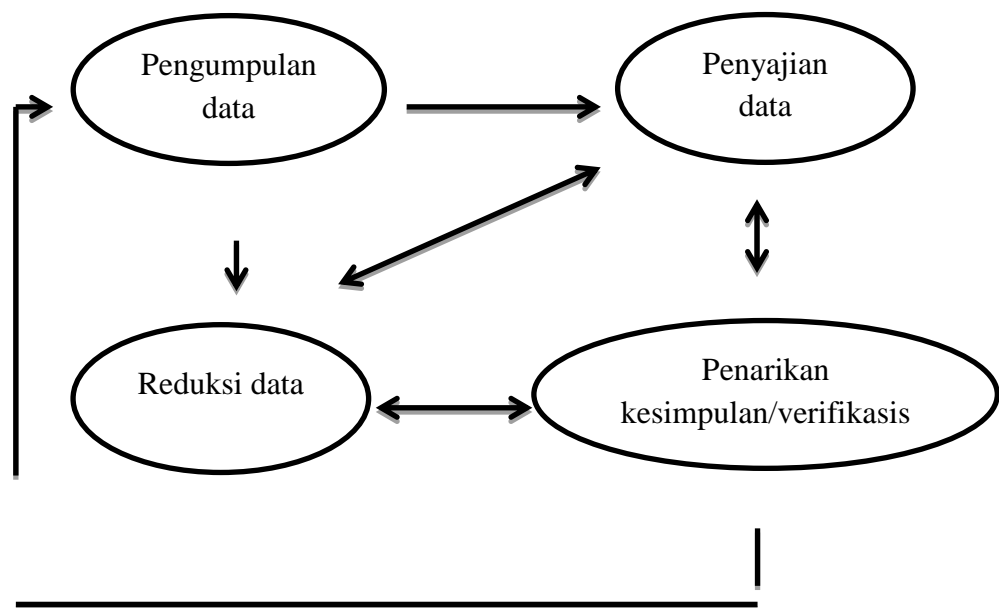 Pengumpulan
data
Penyajian
data
Reduksi data
Penarikan
kesimpulan/verifikasis